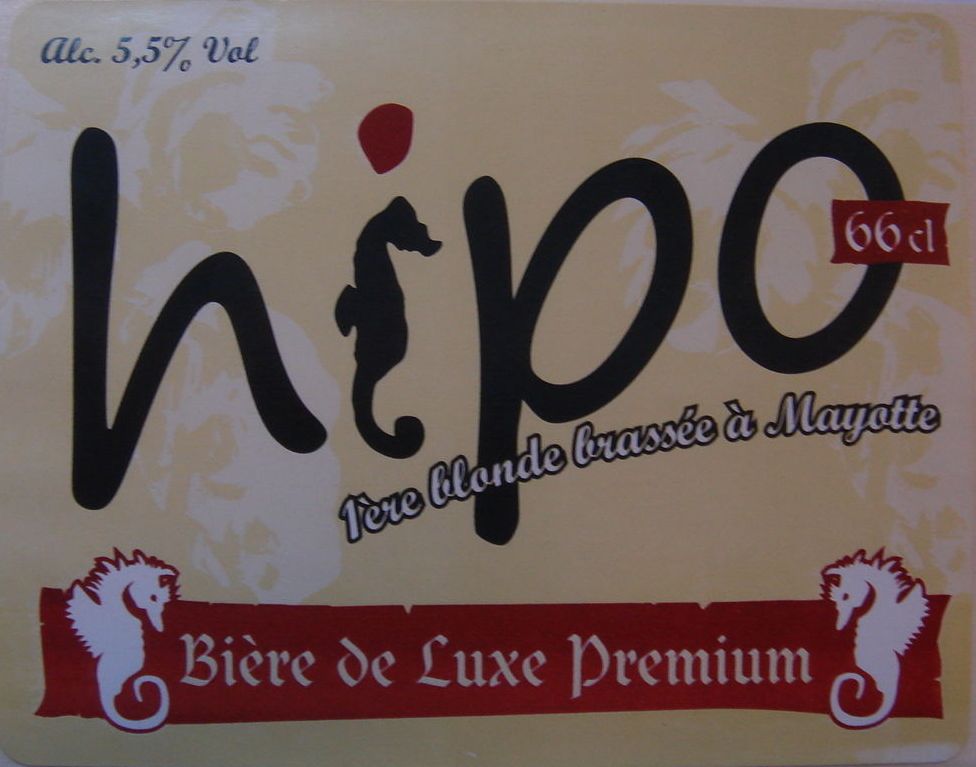 Alc. 5,5% Vol
hipo
66 cl
1ère blonde brassée à Mayotte
Bière de Luxe Premium